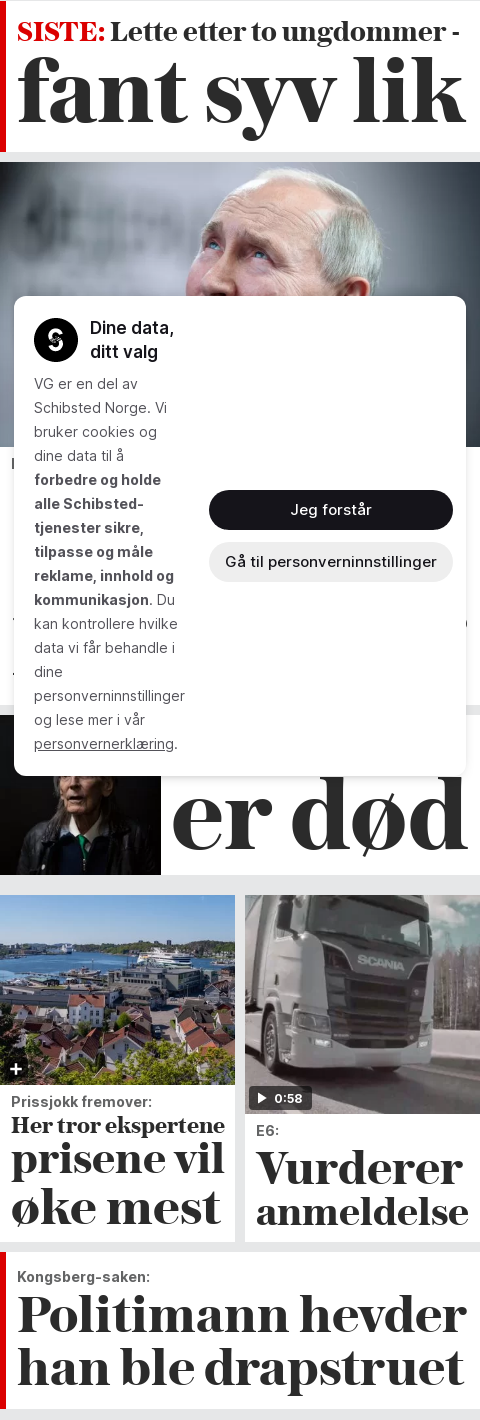 SISTE: Lette etter to ungdommer -
fant syv lik
Dine data,
ditt valg
VG er en del av
Schibsted Norge. Vi
bruker cookies og
dine data til å
forbedre og holde
alle Schibsted-
tjenester sikre,
tilpasse og måle
reklame, innhold og
kommunikasjon. Du
kan kontrollere hvilke
data vi får behandle i
dine
personverninnstillinger
og lese mer i vår
personvernerklæring.
Jeg forstår
Gå til personverninnstillinger
er død
SCANIA
0:58
Prissjokk fremover:
Her tror ekspertene
prisene vil
øke mest
E6:
Vurderer
anmeldelse
Kongsberg-saken:
Politimann hevder
han ble drapstruet